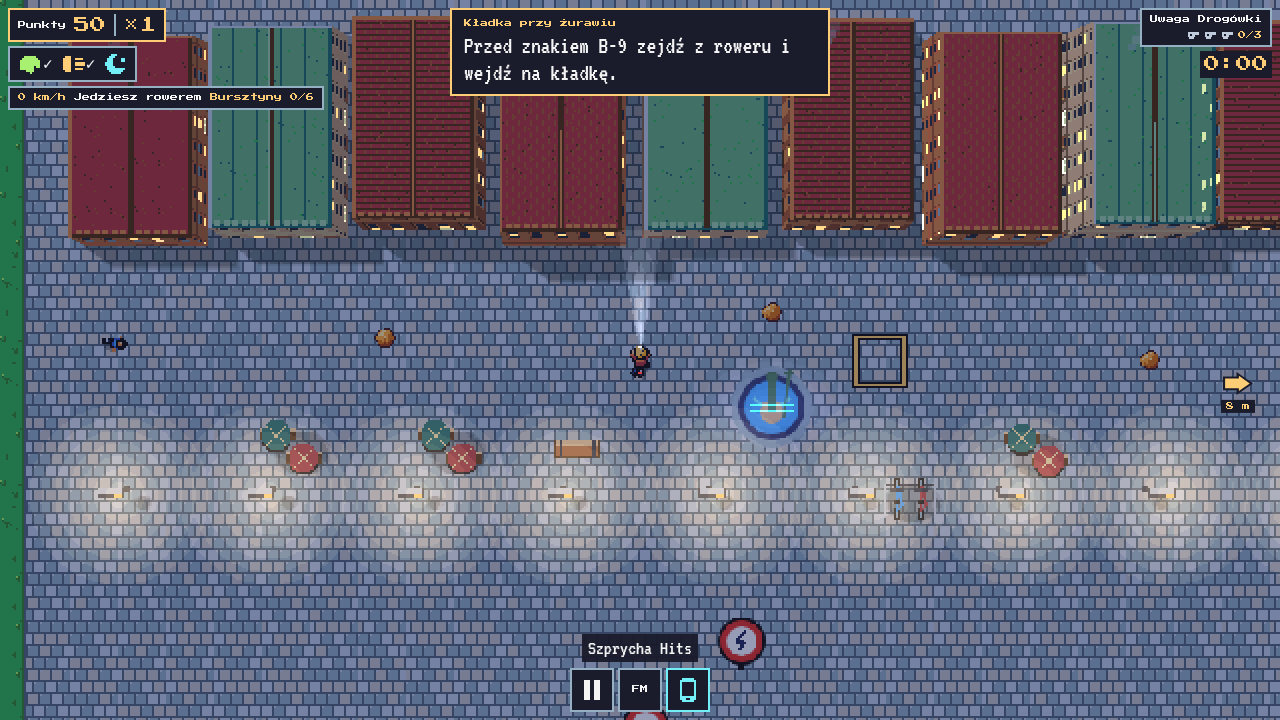 Punkty 50 ×1
Kładka przy żurawiu
Przed znakiem B-9 zejdź z roweru i
wejdź na kładkę.
Uwaga Drogówki
0/3
0:00
0 km/h Jedziesz rowerem Bursztyny 0/6
8 m
Szprycha Hits
FM